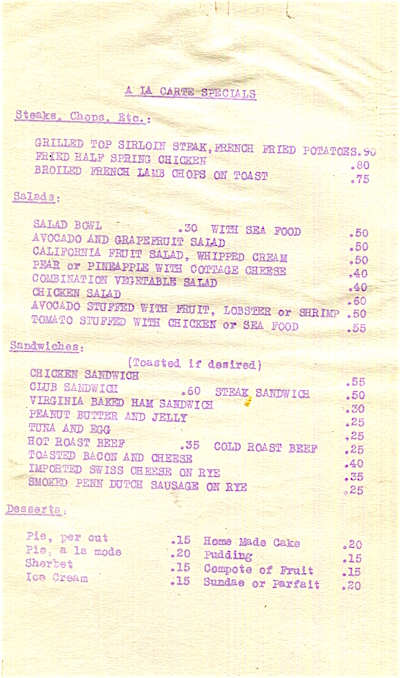 A LA CARTE SPECIALS
Steaks, Chops, Etc.:
GRILLED TOP SIRLOIN STEAK, FRENCH FRIED POTATOES .90
FRIED HALF SPRING CHICKEN .80
BROILED FRENCH LAMB CHOPS ON TOAST .75
Salads:
SALAD BOWL .30 WITH SEA FOOD .50
AVOCADO AND GRAPEFRUIT SALAD .50
CALIFORNIA FRUIT SALAD, WHIPPED CREAM .50
PEAR or PINEAPPLE WITH COTTAGE CHEESE .40
COMBINATION VEGETABLE SALAD .40
CHICKEN SALAD .60
AVOCADO STUFFED WITH FRUIT, LOBSTER or SHRIMP .50
TOMATO STUFFED WITH CHICKEN or SEA FOOD .55
Sandwiches:
(Toasted if desired)
CHICKEN SANDWICH .55
CLUB SANDWICH .60 STEAK SANDWICH .50
VIRGINIA BAKED HAM SANDWICH .30
PEANUT BUTTER AND JELLY .25
TUNA AND EGG .25
HOT ROAST BEEF .35 COLD ROAST BEEF .25
TOASTED BACON AND CHEESE .40
IMPORTED SWISS CHEESE ON RYE .35
SMOKED PENN DUTCH SAUSAGE ON RYE .25
Desserts:
Pie, per cut .15 Home Made Cake .20
Pie, a la mode .20 Pudding .15
Sherbet .15 Compote of Fruit .15
Ice Cream .15 Sundae or Parfait .20